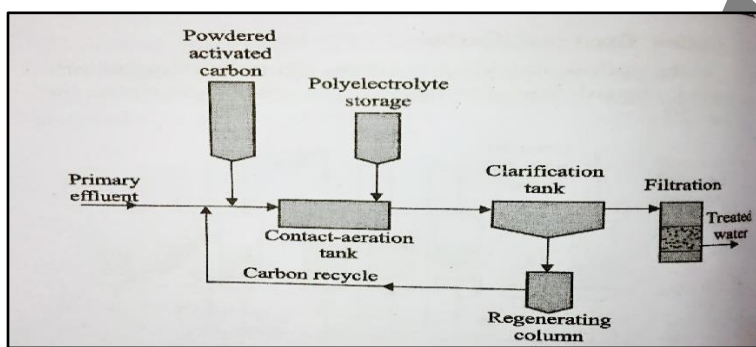 Powdered
activated
carbon
Polyelectrolyte
storage
Primary
effluent
Contact-aeration
tank
Clarification
tank
Filtration
Treated
water
Carbon recycle
Regenerating
column